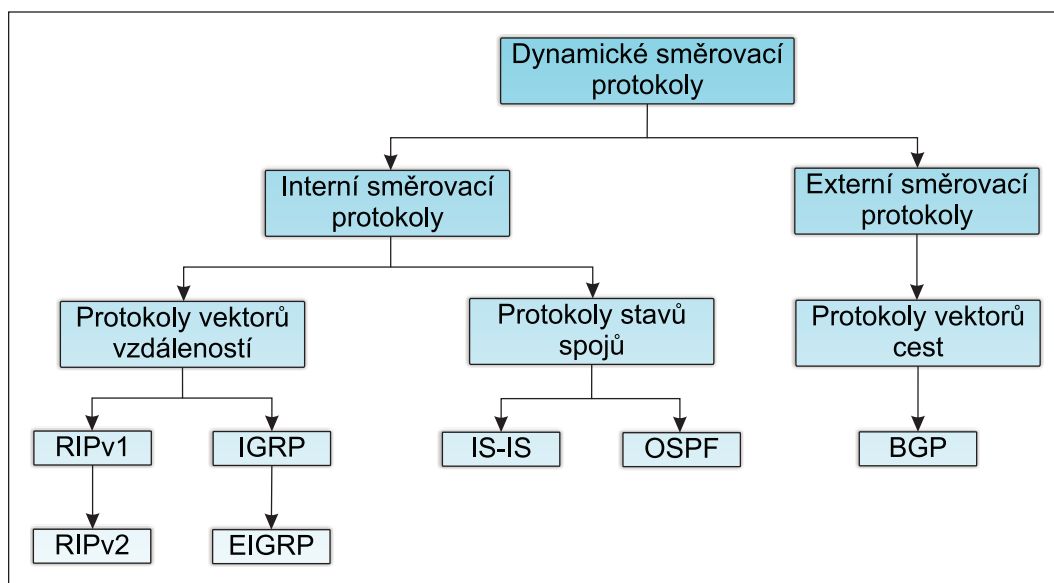 Dynamické směrovací
protokoly
Interní směrovací
protokoly
Externí směrovací
protokoly
Protokoly vektorů
vzdáleností
Protokoly stavů
spojů
Protokoly vektorů
cest
RIPv1
IGRP
IS-IS
OSPF
BGP
RIPv2
EIGRP